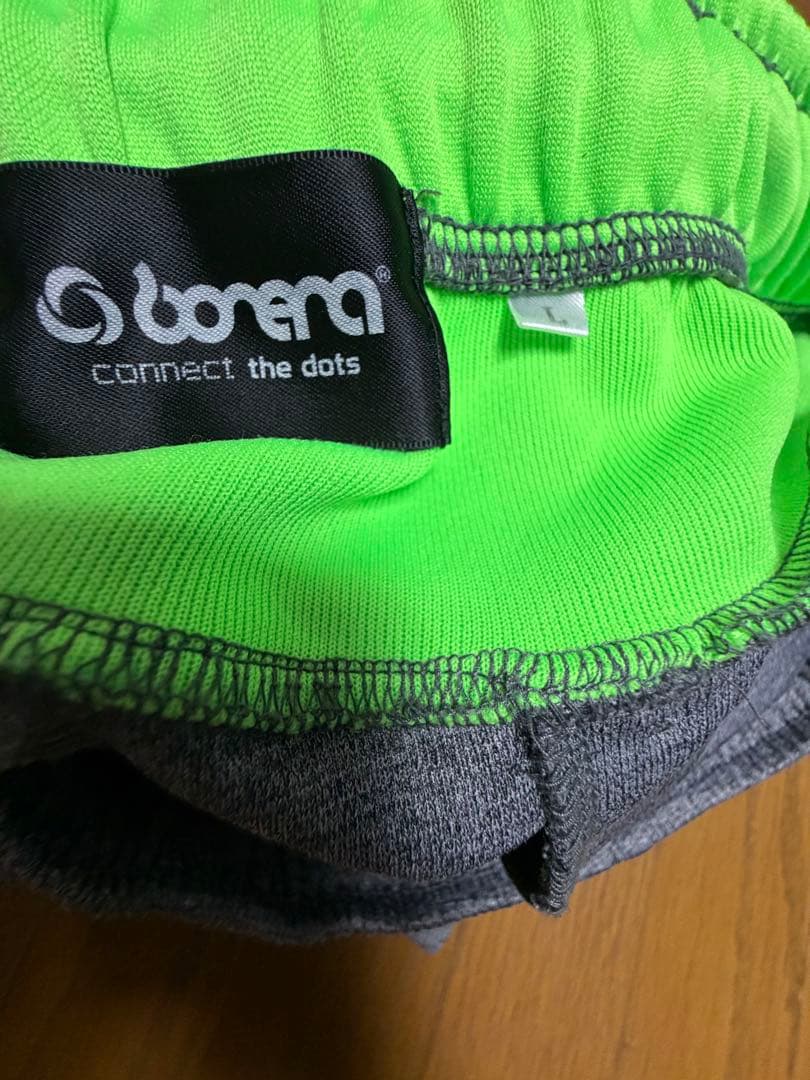 bonera®
connect the dots
L